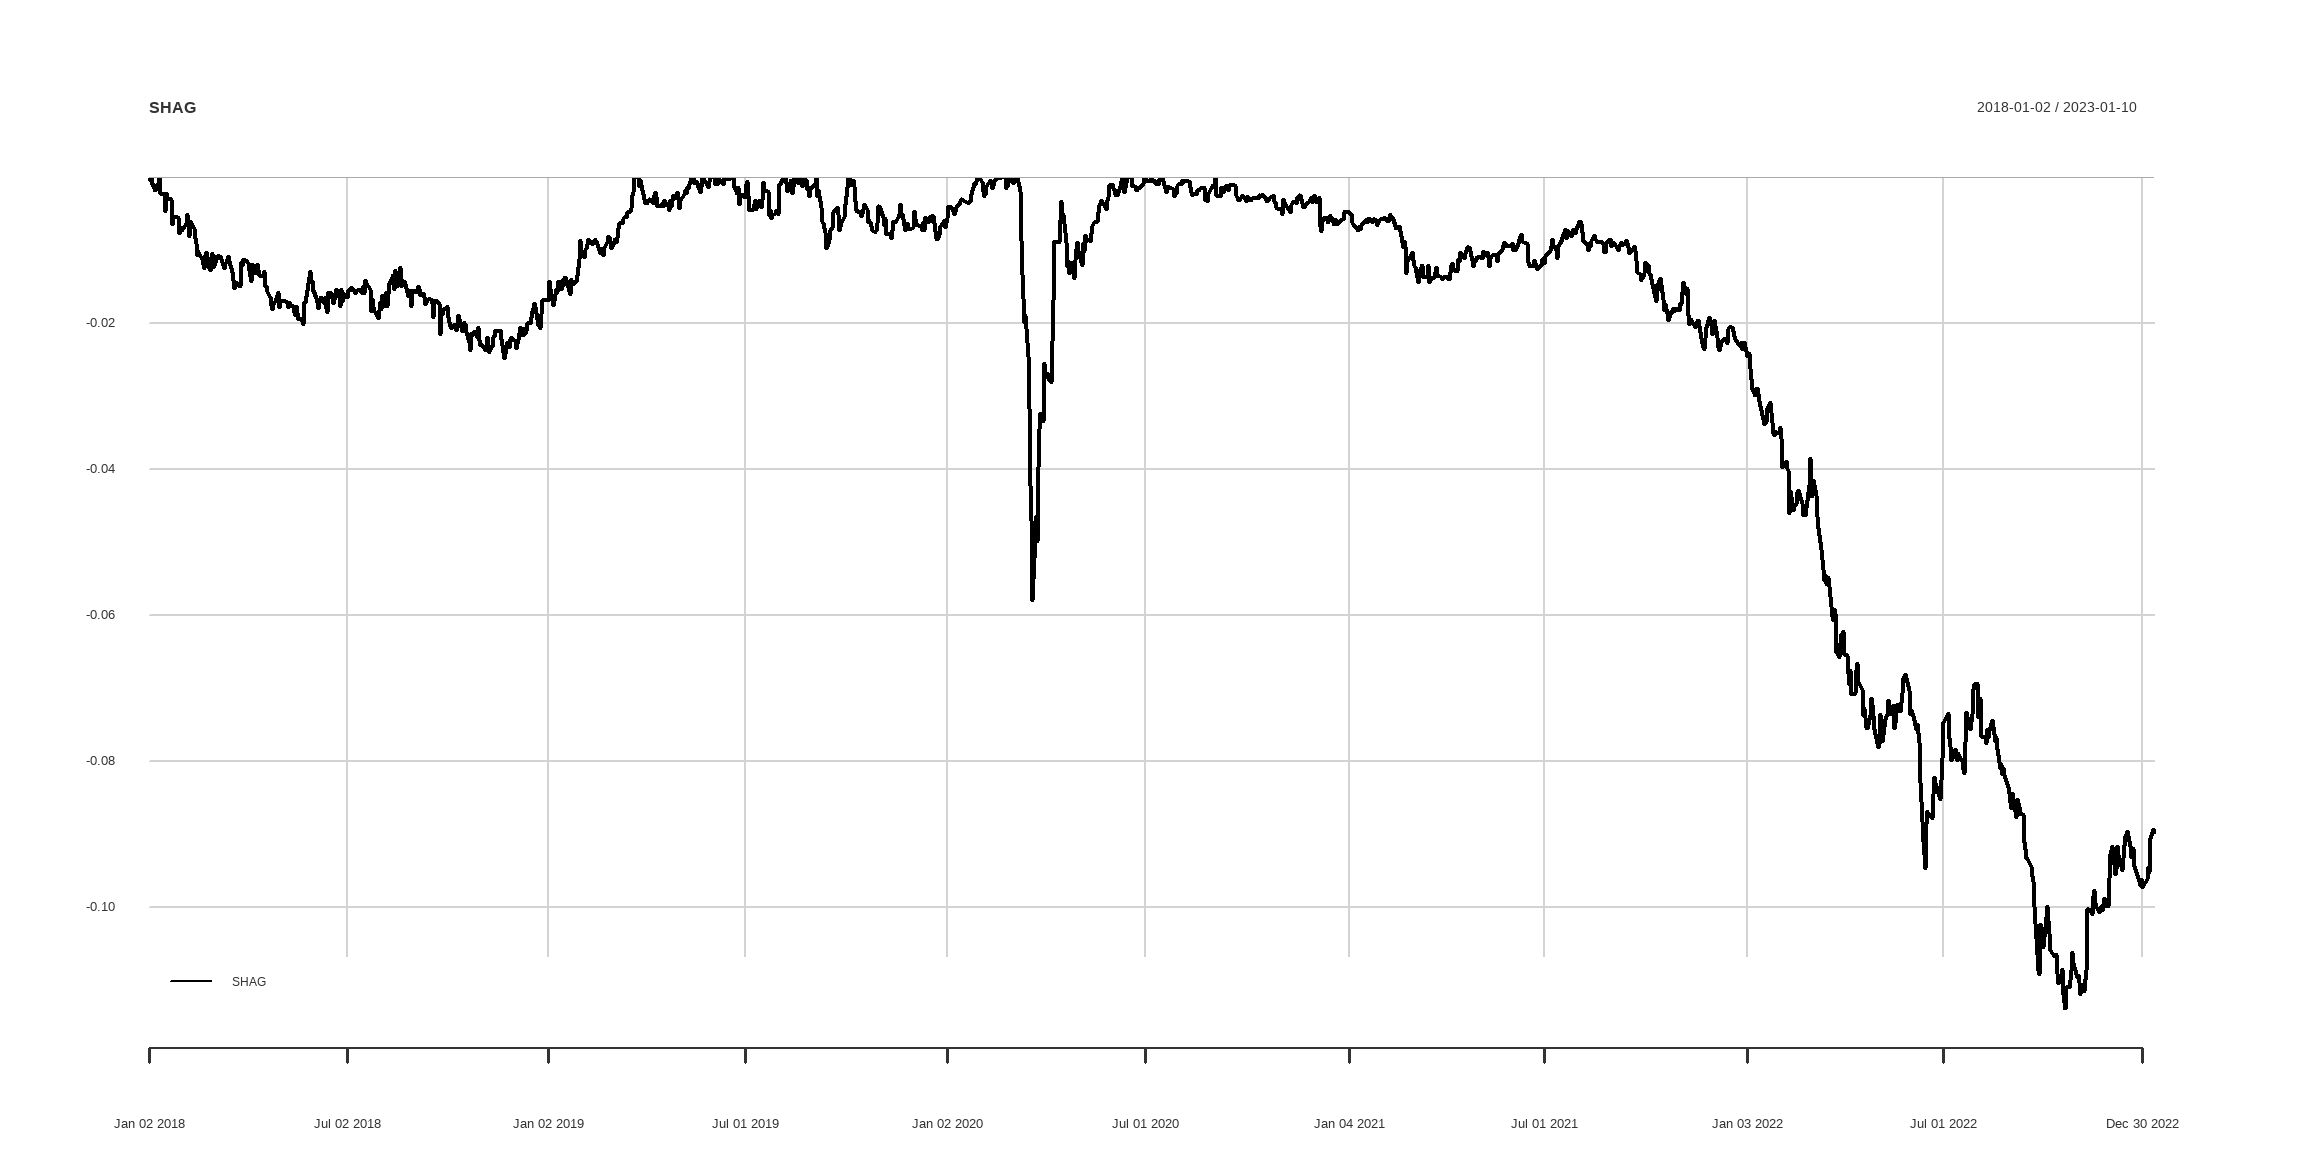 SHAG
2018-01-02 / 2023-01-10
-0.02
-0.04
-0.06
-0.08
-0.10
SHAG
Jan 02 2018
Jul 02 2018
Jan 02 2019
Jul 01 2019
Jan 02 2020
Jul 01 2020
Jan 04 2021
Jul 01 2021
Jan 03 2022
Jul 01 2022
Dec 30 2022